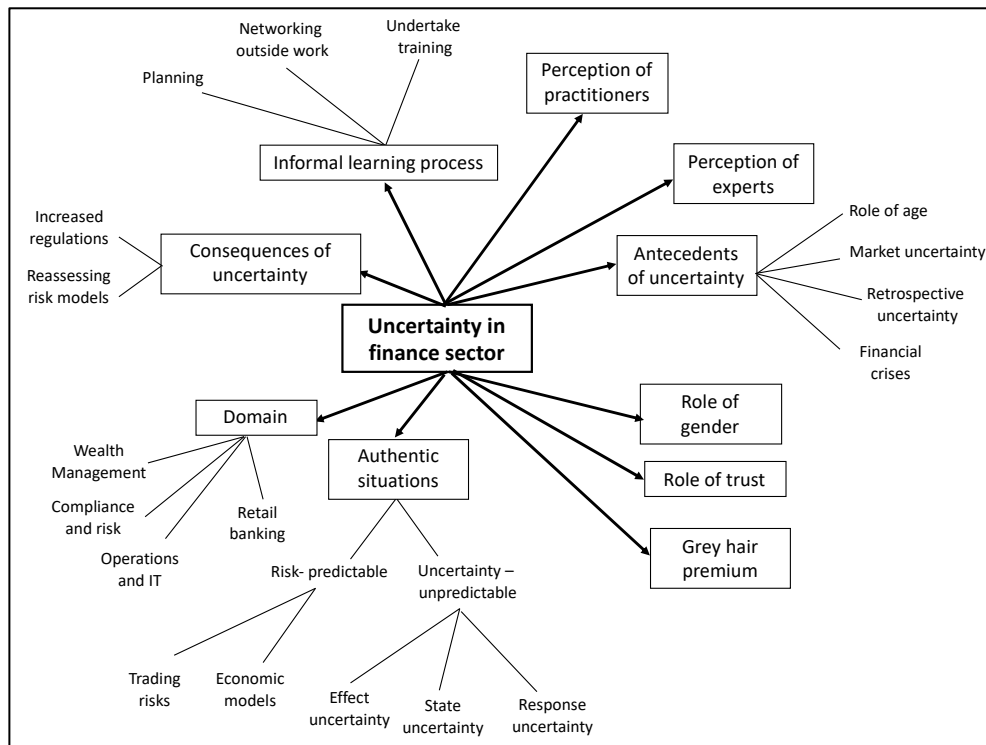 Networking
outside work
Undertake
training
Planning
Perception of
practitioners
Informal learning process
Perception of
experts
Increased
regulations
Reassessing
risk models
Consequences of
uncertainty
Antecedents
of uncertainty
Role of age
Market uncertainty
Retrospective
uncertainty
Financial
crises
Uncertainty in
finance sector
Domain
Wealth
Management
Compliance
and risk
Operations
and IT
Retail
banking
Authentic
situations
Role of
gender
Role of trust
Grey hair
premium
Risk- predictable
Uncertainty –
unpredictable
Trading
risks
Economic
models
Effect
uncertainty
State
uncertainty
Response
uncertainty